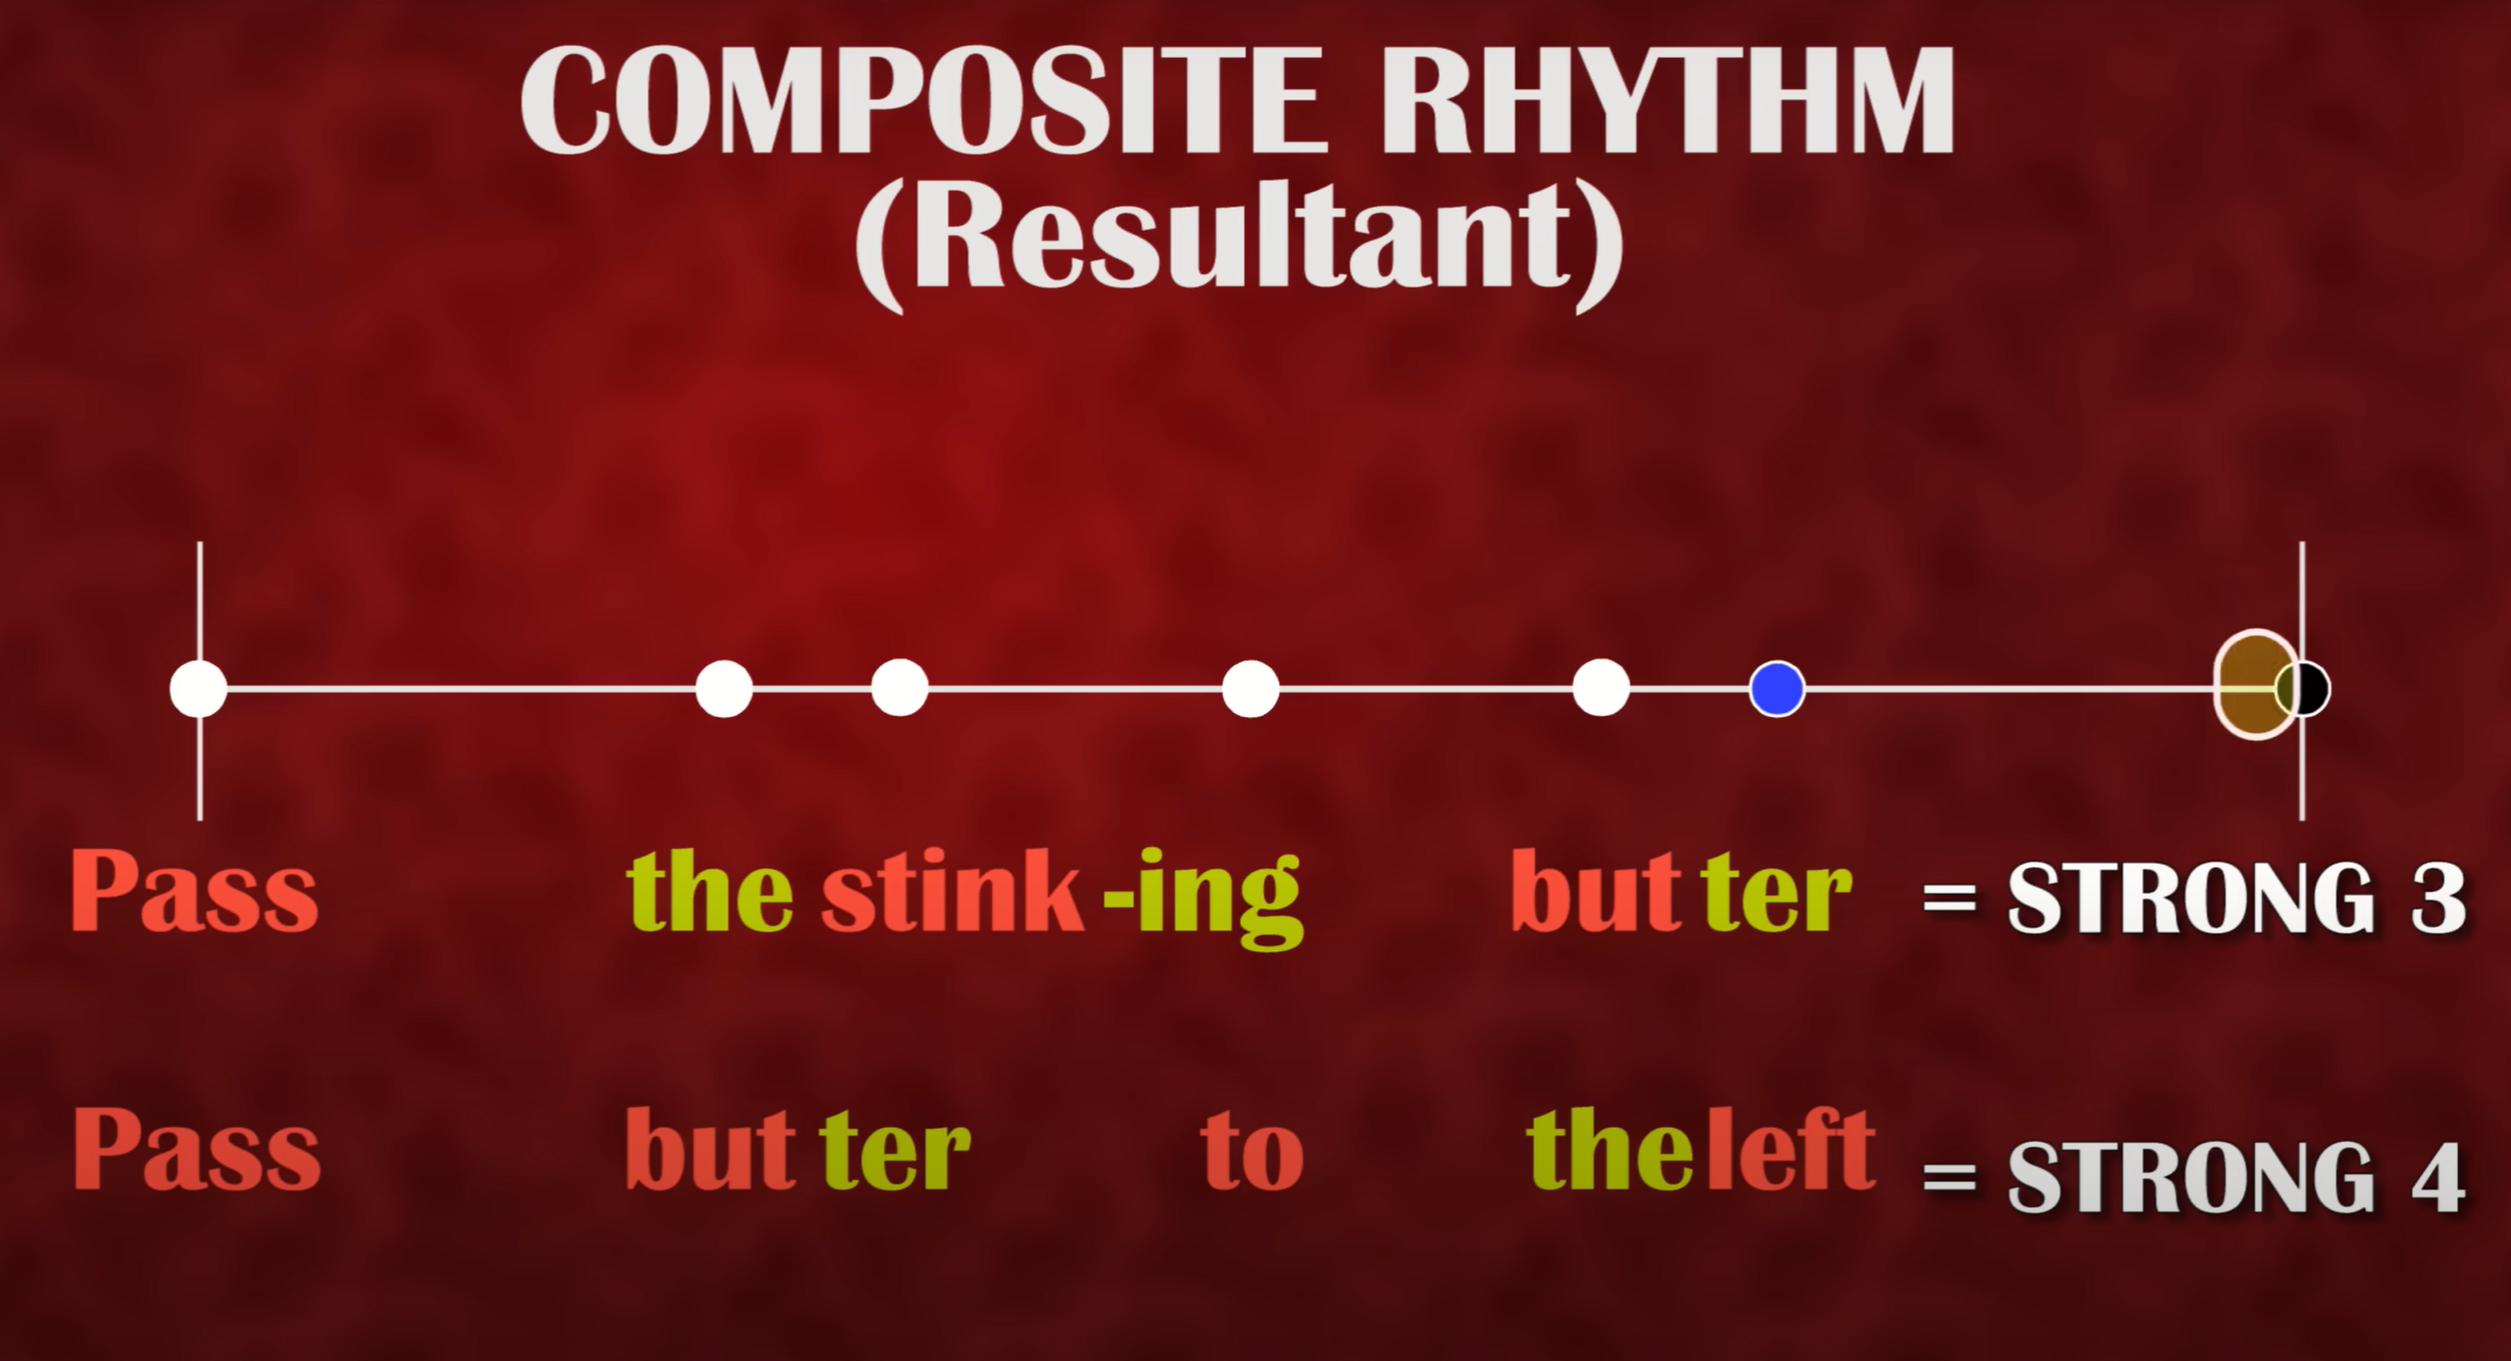 COMPOSITE RHYTHM
(Resultant)
Pass the stink -ing but ter = STRONG 3
Pass but ter to the left = STRONG 4